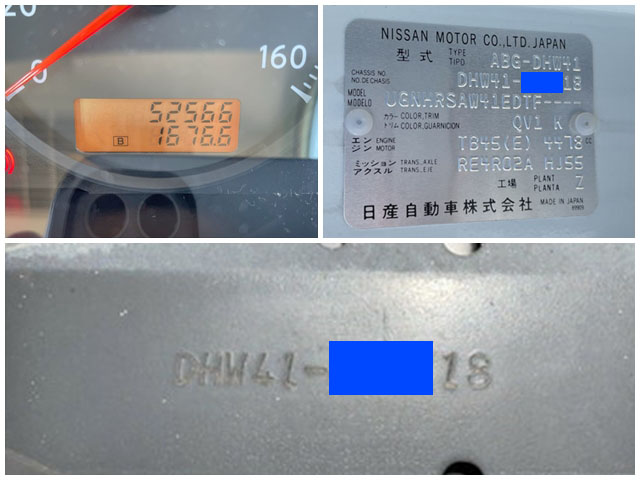 20
0
160
52566
B 1676.6
NISSAN MOTOR CO., LTD. JAPAN
型式 TYPE TIPO ABG-DHW41
CHASSIS NO. NO. DE CHASIS DHW41- 18
MODEL MODELO UGNHRSAW41EDTF----
カラー COLOR, TRIM
トリム COLOR, GUARNICION QV1 K
エンジン ENGINE MOTOR TB45(E) 4478 cc
ミッション TRANS., AXLE
アクスル TRANS., EJE RE4R02A HJ55
工場 PLANT PLANTA Z
日産自動車株式会社 MADE IN JAPAN
DHW41- 18